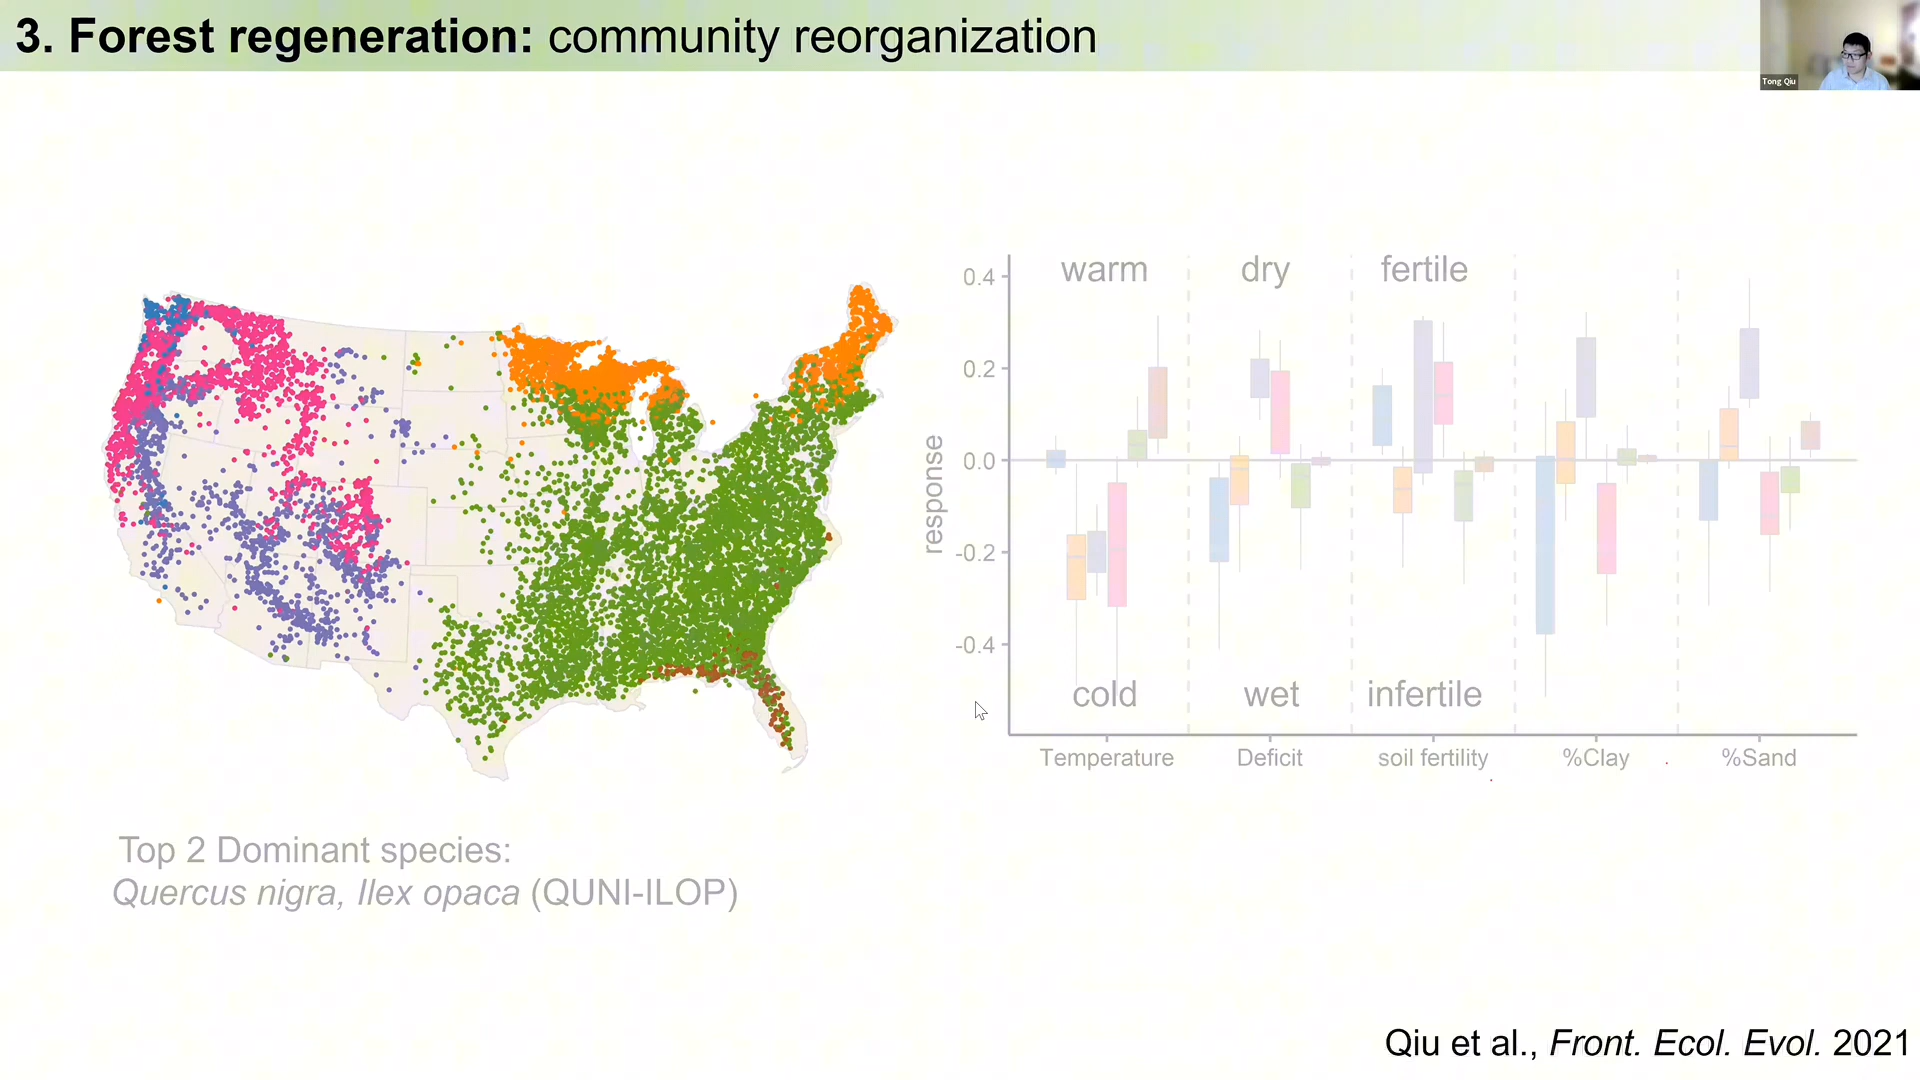 3. Forest regeneration: community reorganization
Tong Qiu
0.4
0.2
0.0
-0.2
-0.4
response
warm
dry
fertile
cold
wet
infertile
Temperature
Deficit
soil fertility
%Clay
%Sand
Top 2 Dominant species:
Quercus nigra, Ilex opaca (QUNI-ILOP)
Qiu et al., Front. Ecol. Evol. 2021